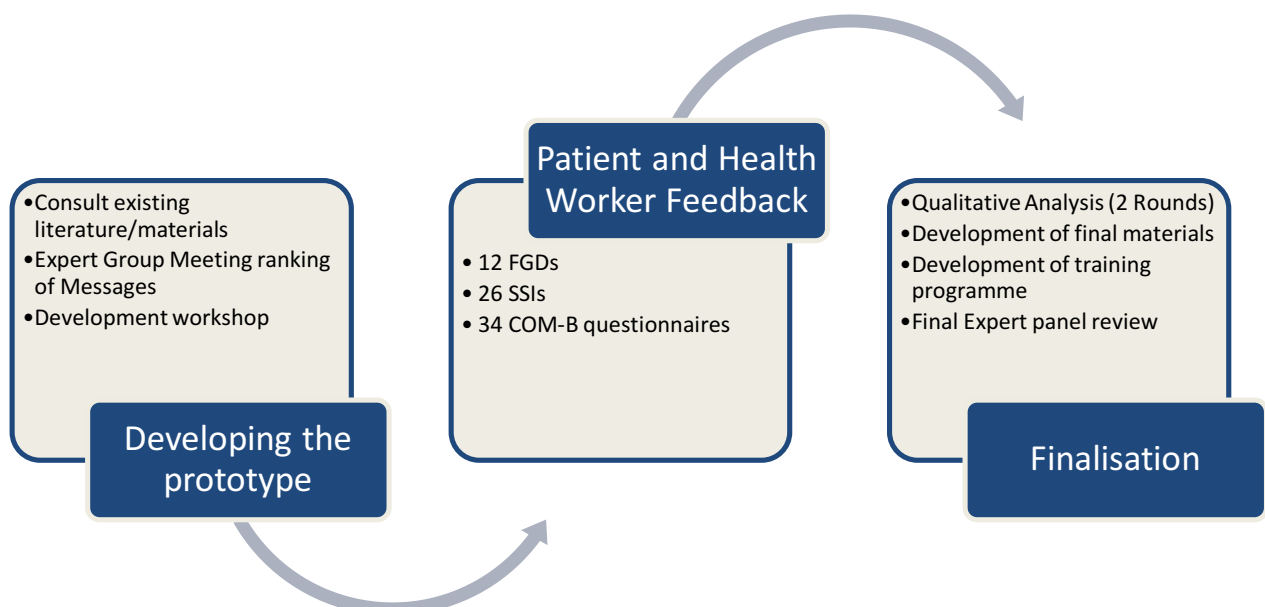 •Consult existing
literature/materials
•Expert Group Meeting ranking
of Messages
•Development workshop
Developing the
prototype
Patient and Health
Worker Feedback
• 12 FGDs
• 26 SSIs
• 34 COM-B questionnaires
•Qualitative Analysis (2 Rounds)
•Development of final materials
•Development of training
programme
•Final Expert panel review
Finalisation